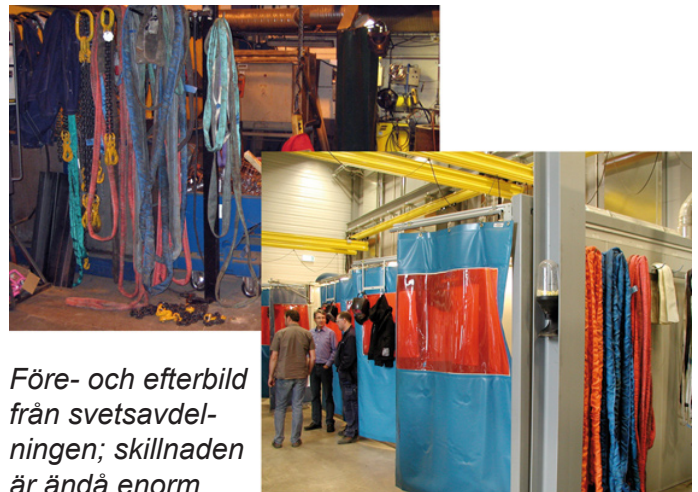 Före- och efterbild
från svetsavdel-
ningen; skillnaden
är ändå enorm